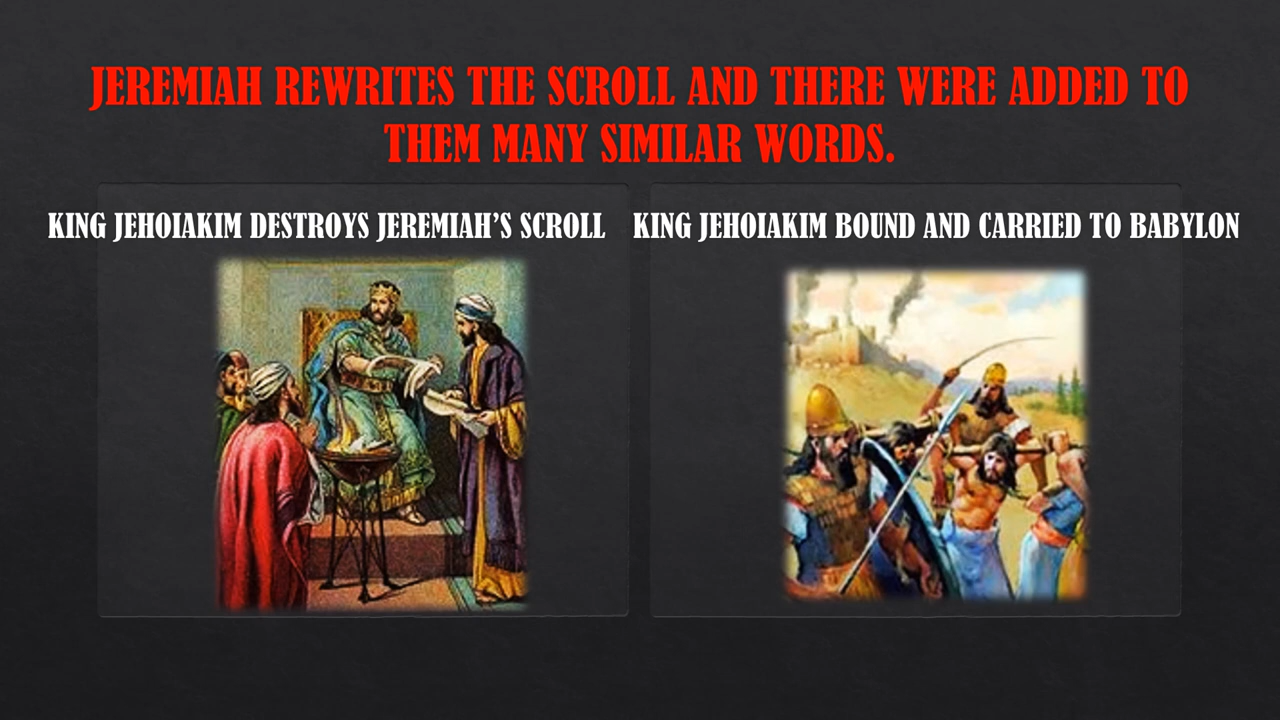 JEREMIAH REWRITES THE SCROLL AND THERE WERE ADDED TO
THEM MANY SIMILAR WORDS.
KING JEHOIAKIM DESTROYS JEREMIAH’S SCROLL
KING JEHOIAKIM BOUND AND CARRIED TO BABYLON